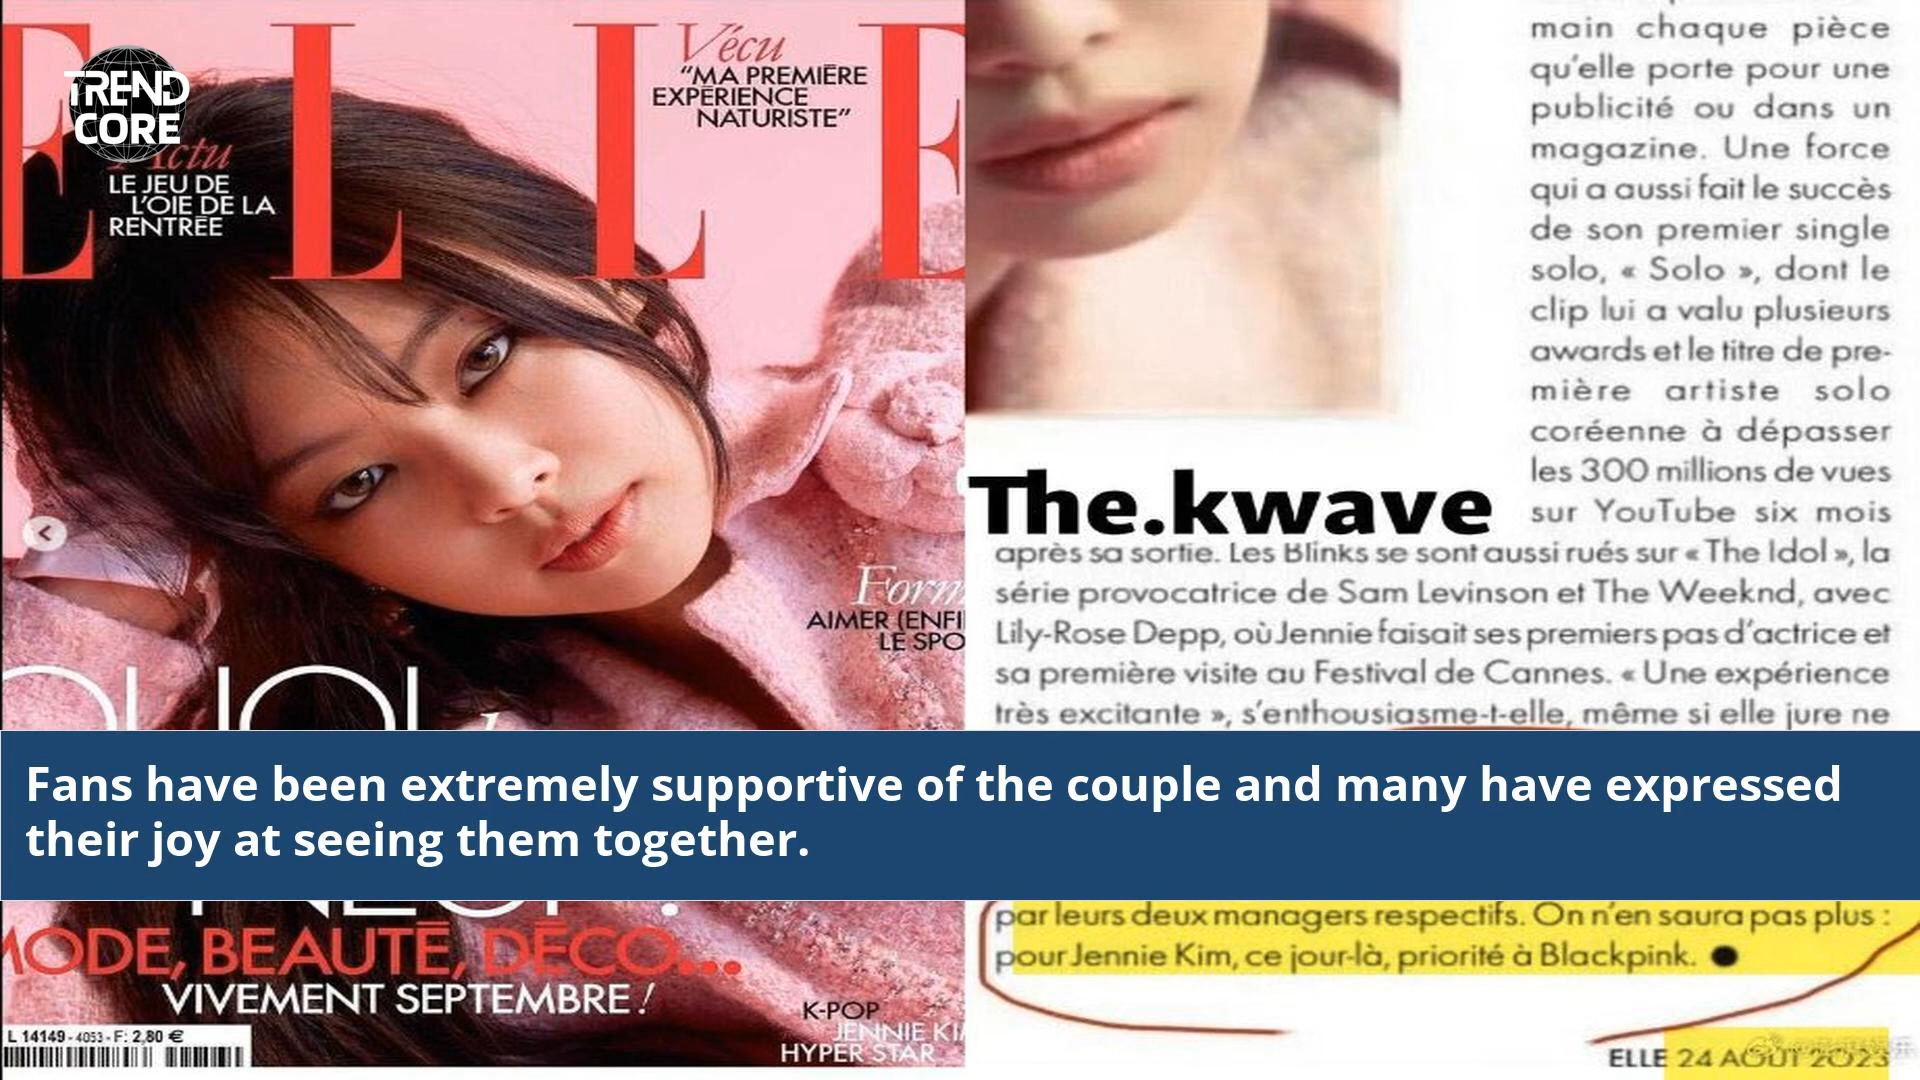 ELLE
TREND
CORE
Vécu
“MA PREMIÈRE
EXPÉRIENCE
NATURISTE”
Actu
LE JEU DE
L’OIE DE LA
RENTRÉE
Form
AIMER (ENFI
LE SPO
QUOI
NEUF ?
MODE, BEAUTÉ, DÉCO...
VIVEMENT SEPTEMBRE !
K-POP
JENNIE KI
HYPER STAR
L 14149 - 4053 - F: 2,80 €
main chaque pièce
qu’elle porte pour une
publicité ou dans un
magazine. Une force
qui a aussi fait le succès
de son premier single
solo, « Solo », dont le
clip lui a valu plusieurs
awards et le titre de pre-
mière artiste solo
coréenne à dépasser
les 300 millions de vues
sur YouTube six mois
The.kwave
après sa sortie. Les Blinks se sont aussi rués sur « The Idol », la
série provocatrice de Sam Levinson et The Weeknd, avec
Lily-Rose Depp, où Jennie faisait ses premiers pas d’actrice et
sa première visite au Festival de Cannes. « Une expérience
très excitante », s’enthousiasme-t-elle, même si elle jure ne
Fans have been extremely supportive of the couple and many have expressed
their joy at seeing them together.
par leurs deux managers respectifs. On n’en saura pas plus :
pour Jennie Kim, ce jour-là, priorité à Blackpink.
ELLE 24 AOÛT 2023